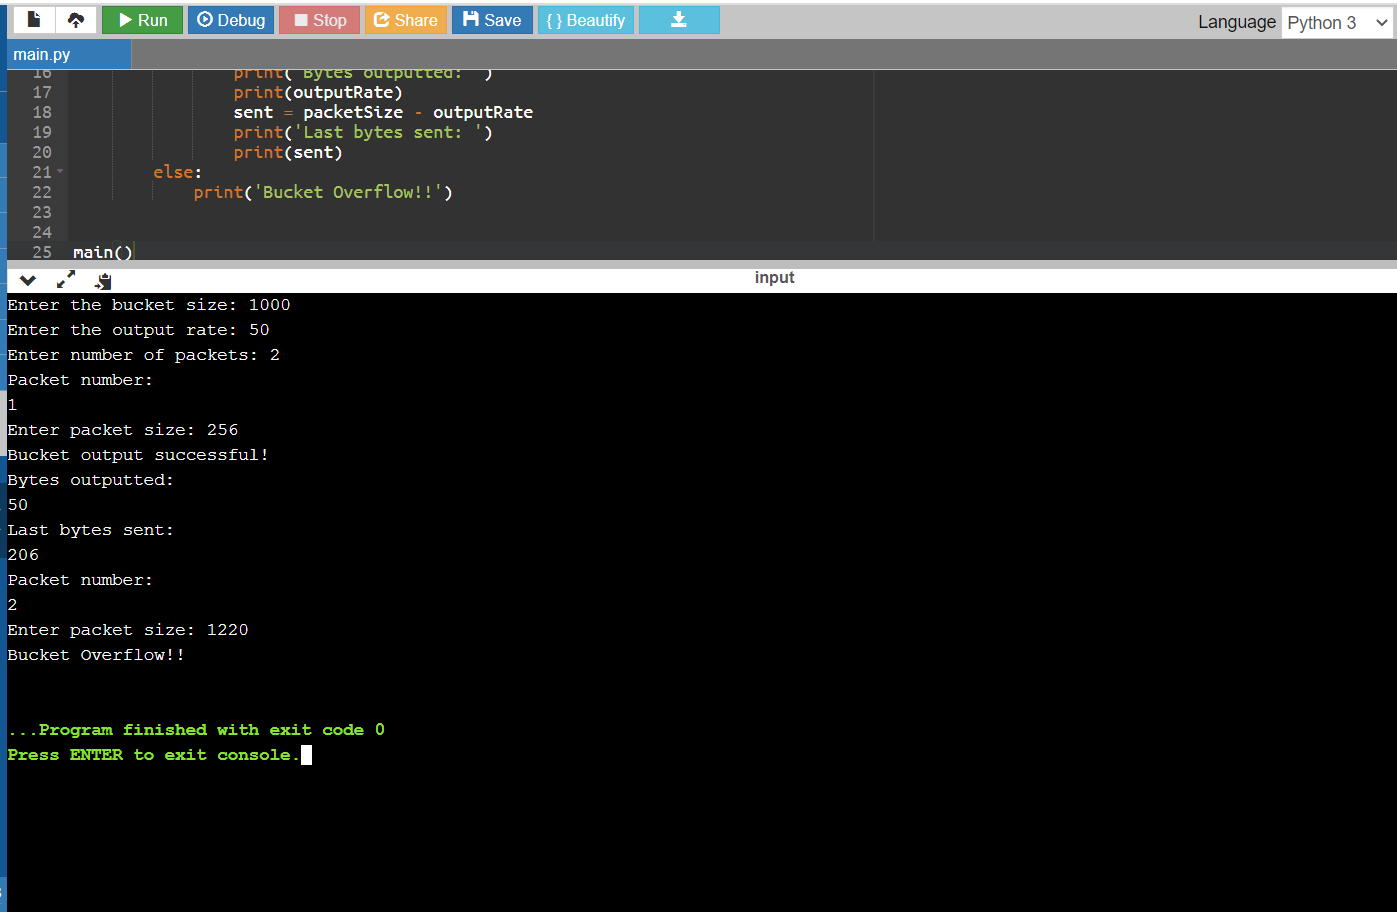 Run Debug Stop Share Save { } Beautify Language Python 3
main.py
16 print('Bytes outputted: ')
17 print(outputRate)
18 sent = packetSize - outputRate
19 print('Last bytes sent: ')
20 print(sent)
21 else:
22 print('Bucket Overflow!!')
23
24
25 main()
input
Enter the bucket size: 1000
Enter the output rate: 50
Enter number of packets: 2
Packet number:
1
Enter packet size: 256
Bucket output successful!
Bytes outputted:
50
Last bytes sent:
206
Packet number:
2
Enter packet size: 1220
Bucket Overflow!!
...Program finished with exit code 0
Press ENTER to exit console.